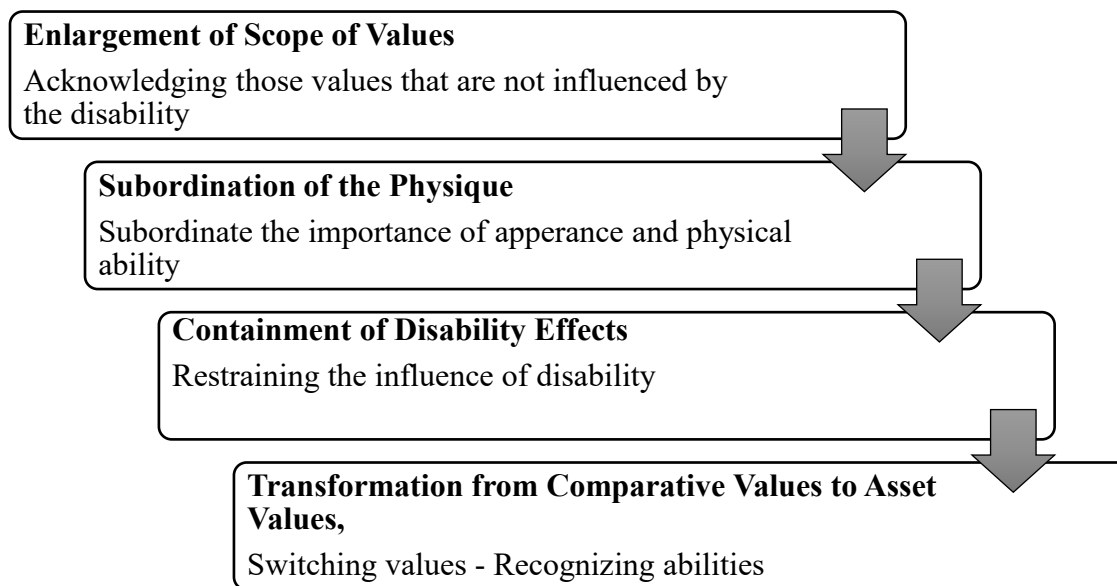 Enlargement of Scope of Values
Acknowledging those values that are not influenced by
the disability
Subordination of the Physique
Subordinate the importance of apperance and physical
ability
Containment of Disability Effects
Restraining the influence of disability
Transformation from Comparative Values to Asset
Values,
Switching values - Recognizing abilities